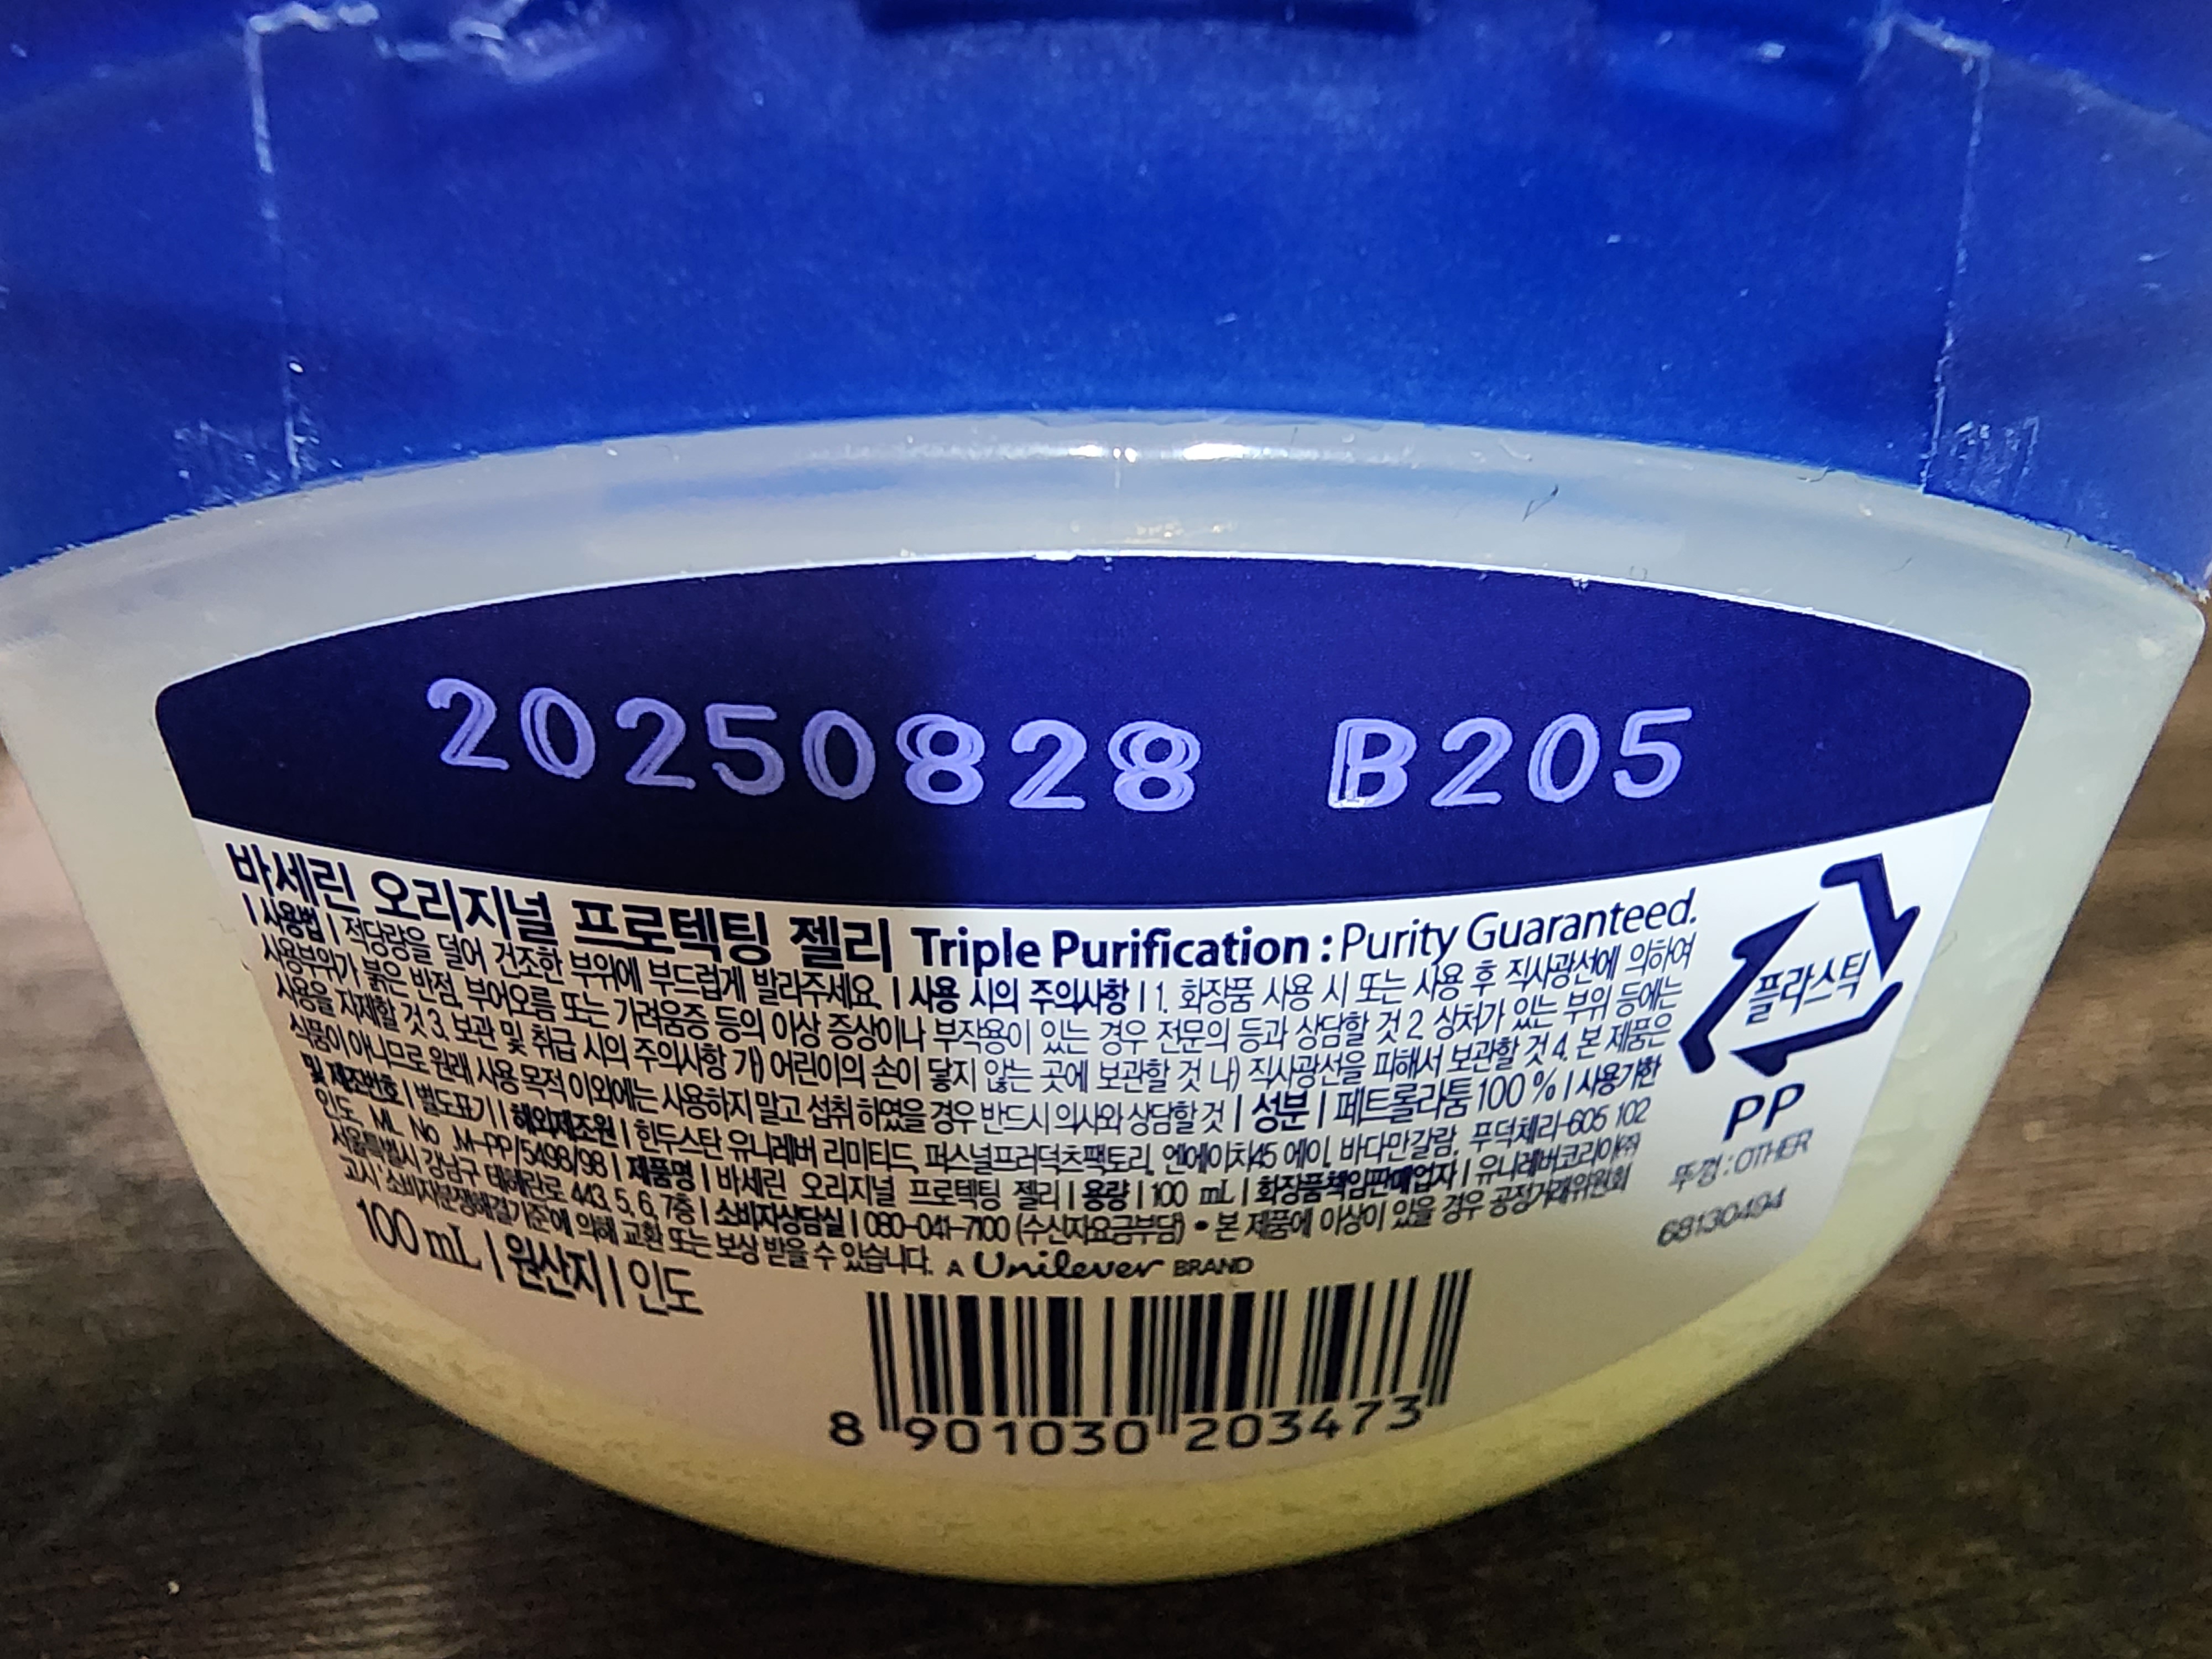 20250828 B205
바세린 오리지널 프로텍팅 젤리 Triple Purification : Purity Guaranteed.
| 사용법 | 적당량을 덜어 건조한 부위에 부드럽게 발라주세요. | 사용 시의 주의사항 | 1. 화장품 사용 시 또는 사용 후 직사광선에 의하여
사용부위가 붉은 반점, 부어오름 또는 가려움증 등의 이상 증상이나 부작용이 있는 경우 전문의 등과 상담할 것 2. 상처가 있는 부위 등에는
사용을 자제할 것 3. 보관 및 취급 시의 주의사항 가) 어린이의 손이 닿지 않는 곳에 보관할 것 나) 직사광선을 피해서 보관할 것 4. 본 제품은
식품이 아니므로 원래 사용 목적 이외에는 사용하지 말고 섭취 하였을 경우 반드시 의사와 상담할 것 | 성분 | 페트롤라툼 100 % | 사용기한
및 제조번호 | 별도표기 | 해외제조원 | 힌두스탄 유니레버 리미티드, 퍼스널프러덕츠팩토리, 엔에이치45 에이, 바다만갈람, 푸덕체리-605 102
인도, ML No .M-PP/5498/98 | 제품명 | 바세린 오리지널 프로텍팅 젤리 | 용량 | 100 mL | 화장품책임판매업자 | 유니레버코리아㈜
서울특별시 강남구 테헤란로 443, 5, 6, 7층 | 소비자상담실 | 080-041-7100 (수신자요금부담) • 본 제품에 이상이 있을 경우 공정거래위원회
고시 '소비자분쟁해결기준'에 의해 교환 또는 보상 받을 수 있습니다. A Unilever BRAND
100 mL | 원산지 | 인도
플라스틱
PP
뚜껑 : OTHER
68130494
8 901030 203473